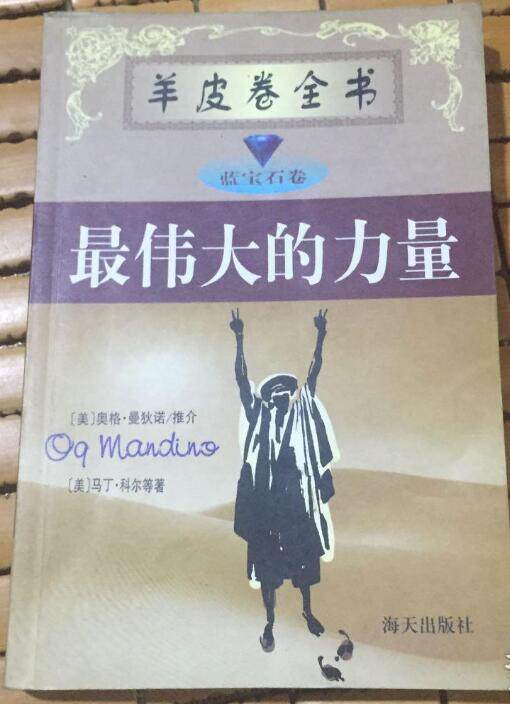 羊皮卷全书
蓝宝石卷
最伟大的力量
〔美〕奥格·曼狄诺/推介
Og Mandino
〔美〕马丁·科尔等著
海天出版社